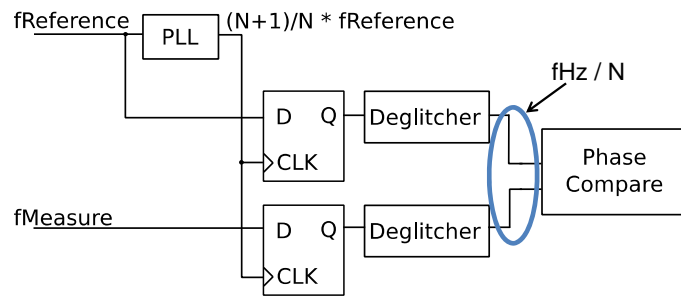 fReference
PLL
(N+1)/N * fReference
fHz / N
D
Q
CLK
Deglitcher
Phase
Compare
fMeasure
D
Q
CLK
Deglitcher